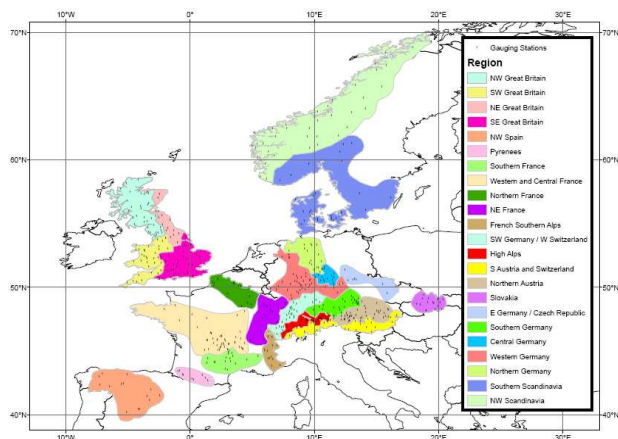 10°W 0° 10°E 20°E 30°E
70°N 70°N
60°N
50°N
40°N 40°N
Gauging Stations
Region
NW Great Britain
SW Great Britain
NE Great Britain
SE Great Britain
NW Spain
Pyrenees
Southern France
Western and Central France
Northern France
NE France
French Southern Alps
SW Germany / W Switzerland
High Alps
S Austria and Switzerland
Northern Austria
Slovakia
E Germany / Czech Republic
Southern Germany
Central Germany
Western Germany
Northern Germany
Southern Scandinavia
NW Scandinavia
10°W 0° 10°E 20°E 30°E